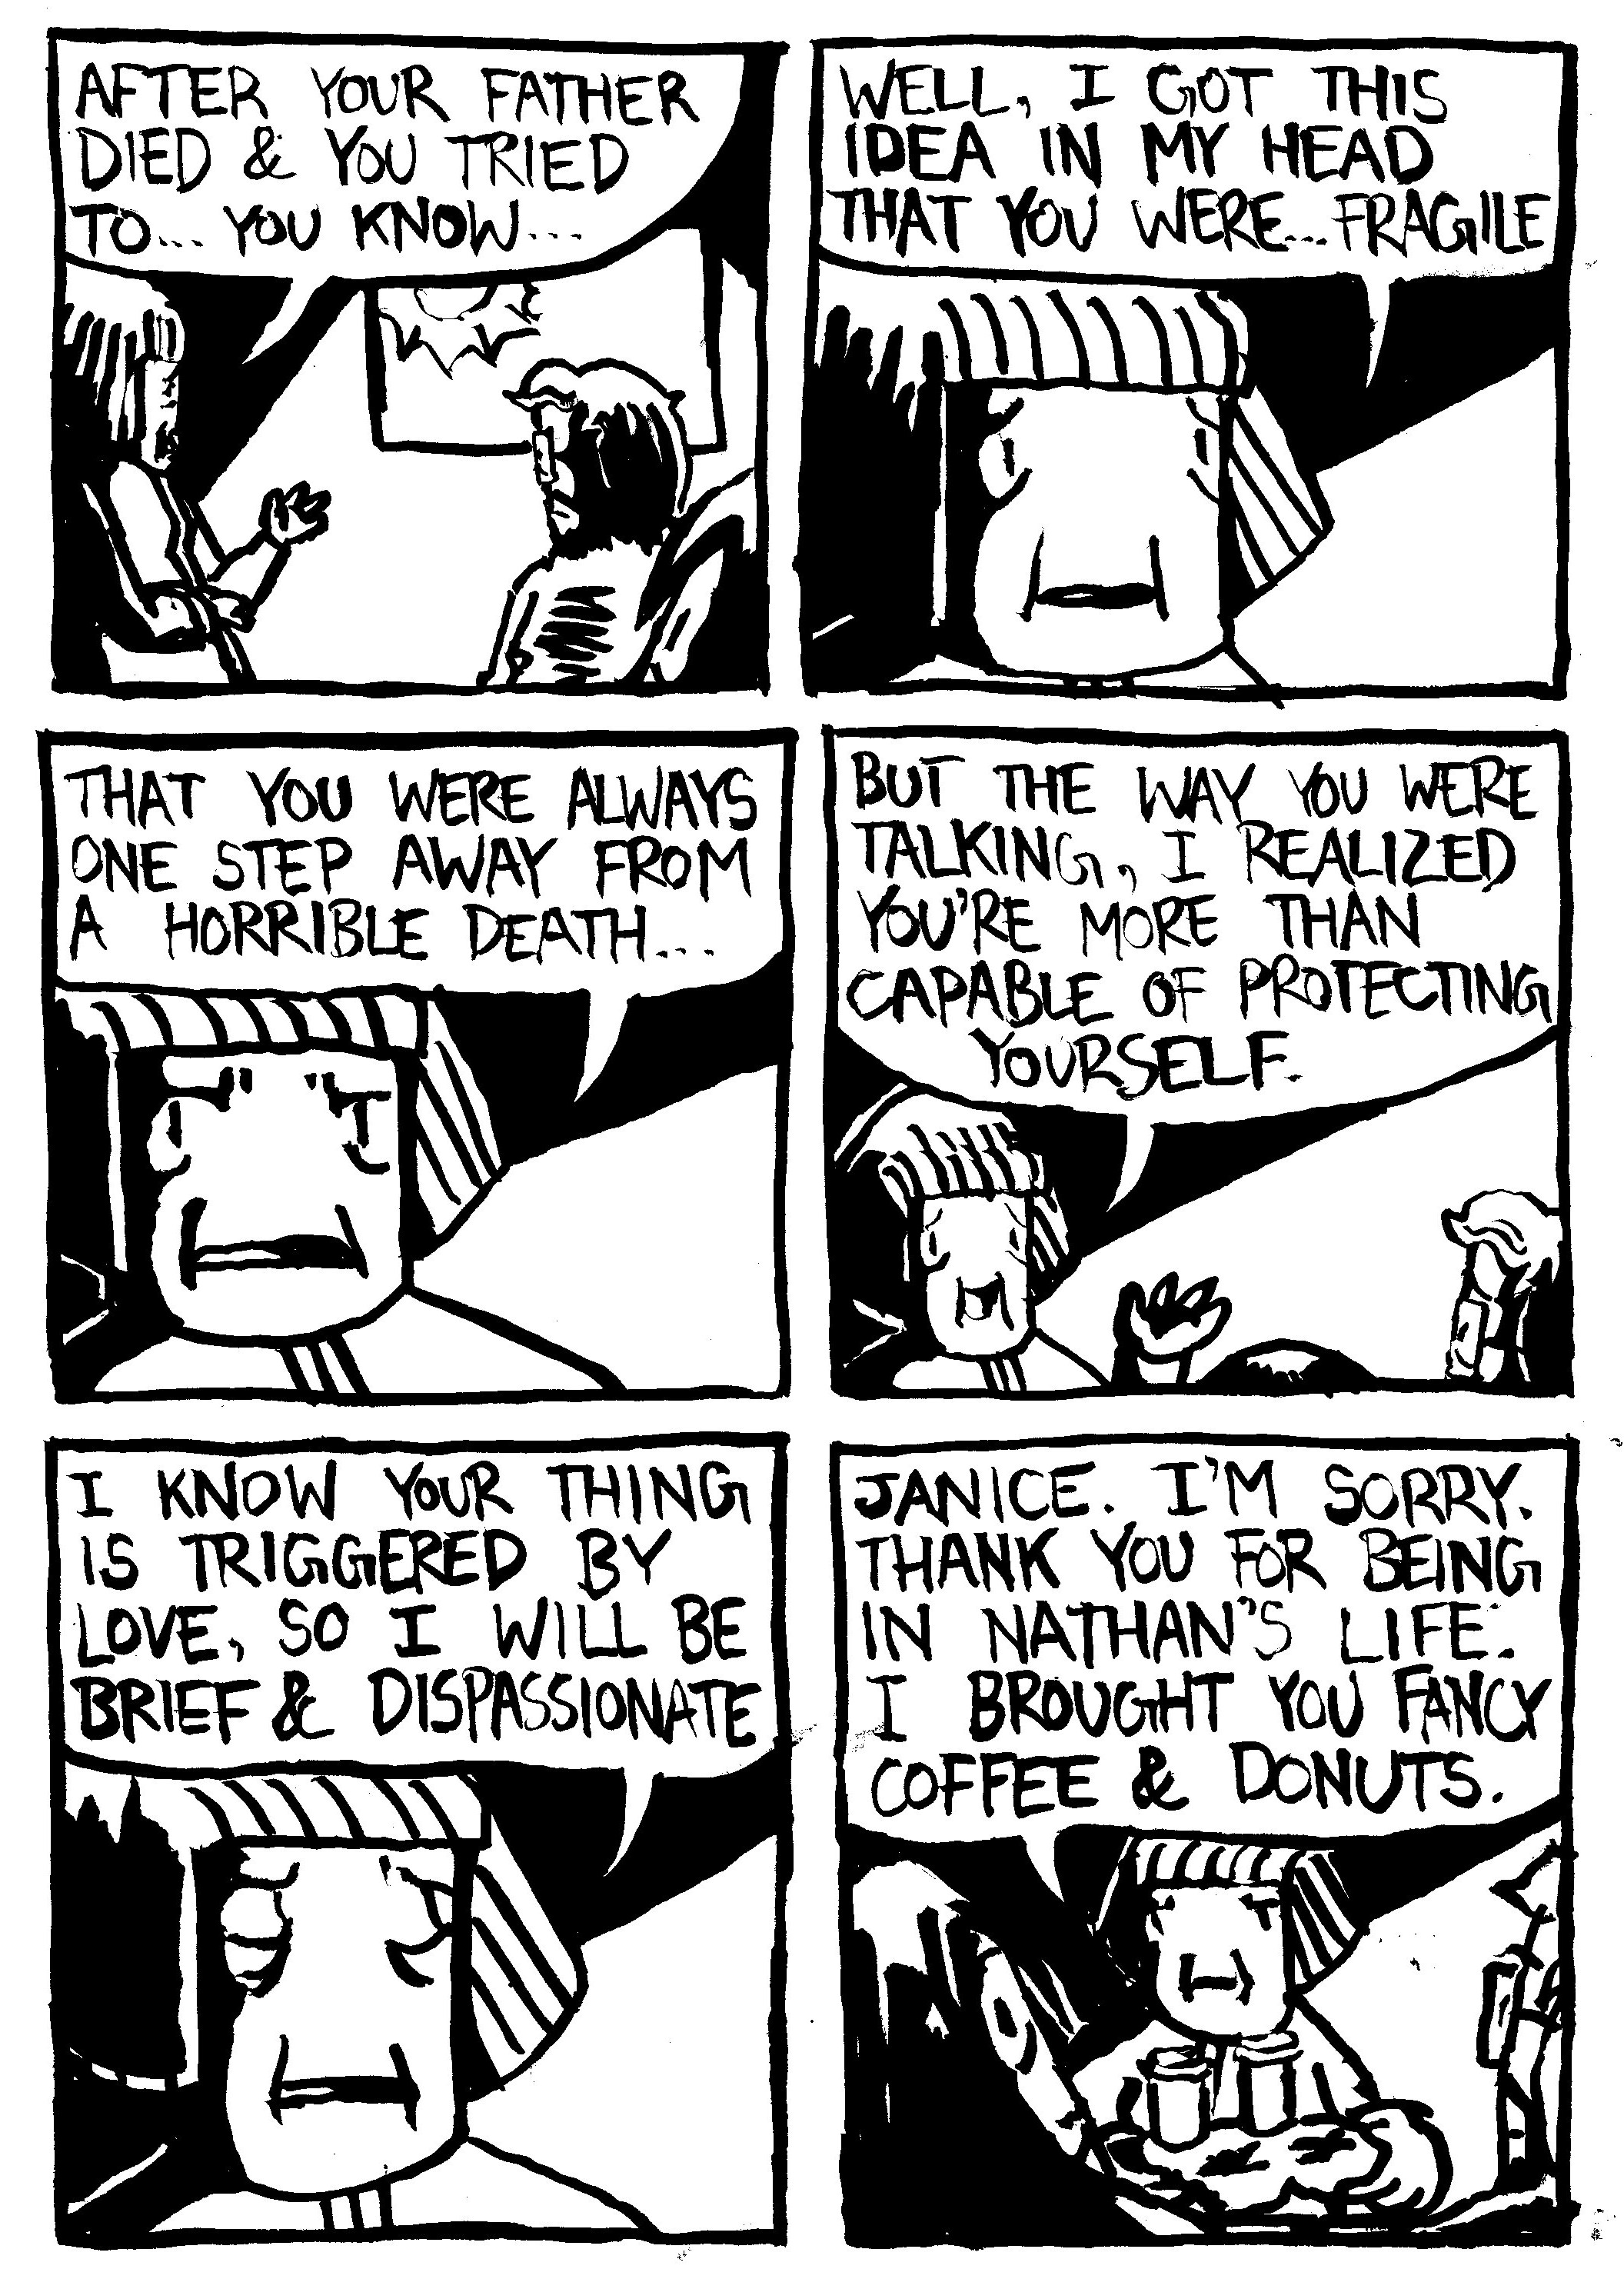 AFTER YOUR FATHER
DIED & YOU TRIED
TO... YOU KNOW...
WELL, I GOT THIS
IDEA IN MY HEAD
THAT YOU WERE... FRAGILE
THAT YOU WERE ALWAYS
ONE STEP AWAY FROM
A HORRIBLE DEATH...
BUT THE WAY YOU WERE
TALKING, I REALIZED
YOU'RE MORE THAN
CAPABLE OF PROTECTING
YOURSELF.
I KNOW YOUR THING
IS TRIGGERED BY
LOVE, SO I WILL BE
BRIEF & DISPASSIONATE
JANICE. I'M SORRY.
THANK YOU FOR BEING
IN NATHAN'S LIFE.
I BROUGHT YOU FANCY
COFFEE & DONUTS.